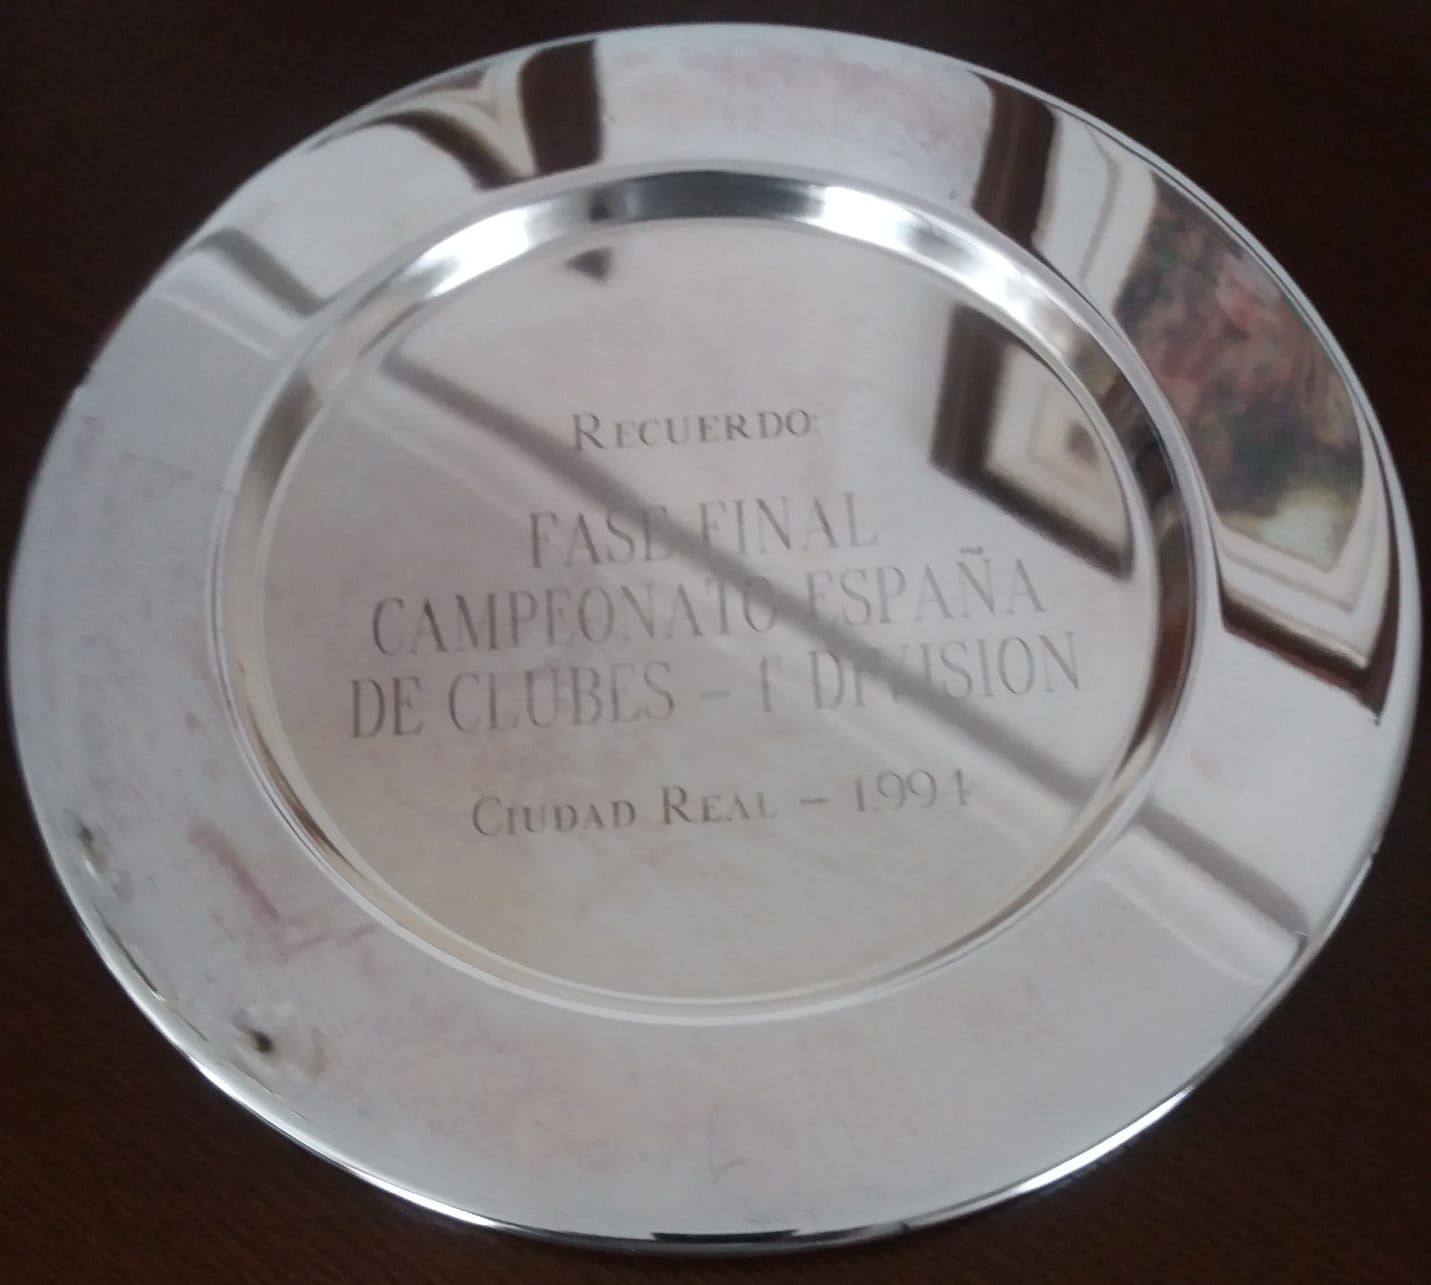 RECUERDO:
FASE FINAL
CAMPEONATO ESPAÑA
DE CLUBES - 1ª DIVISION
CIUDAD REAL - 1994